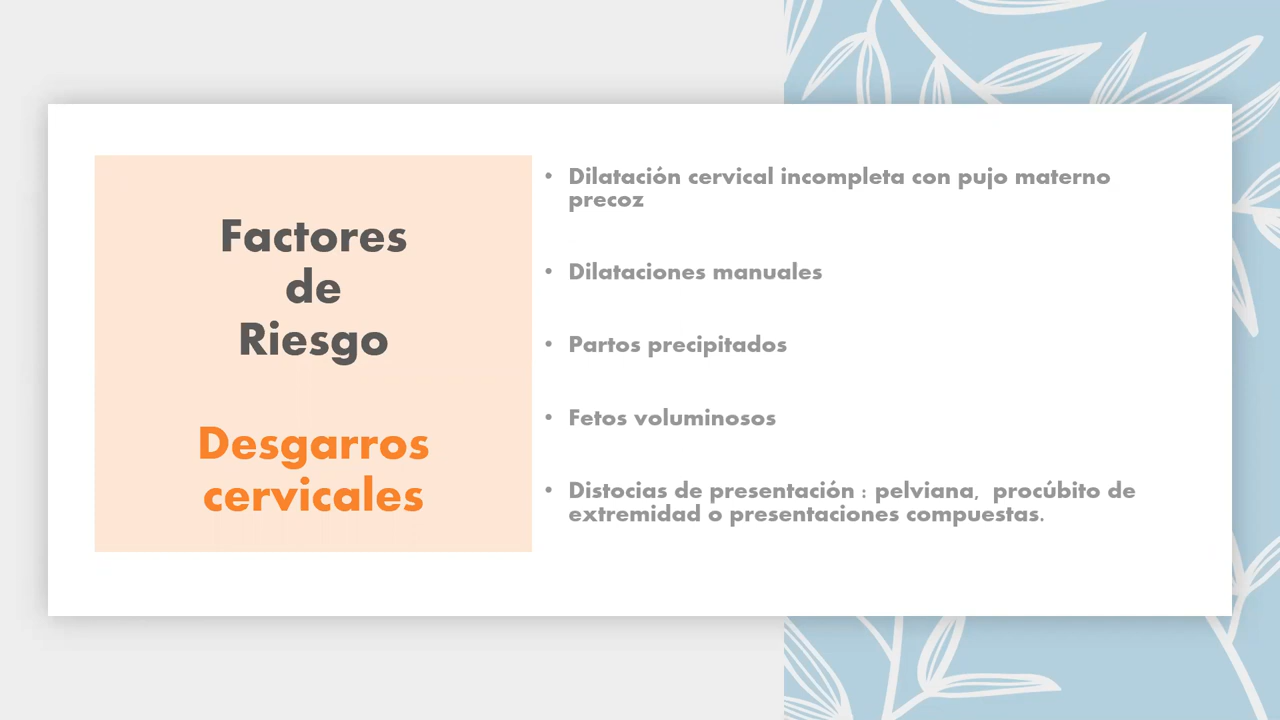 Factores
de
Riesgo
Desgarros
cervicales
• Dilatación cervical incompleta con pujo materno
precoz
• Dilataciones manuales
• Partos precipitados
• Fetos voluminosos
• Distocias de presentación : pelviana,  procúbito de
extremidad o presentaciones compuestas.